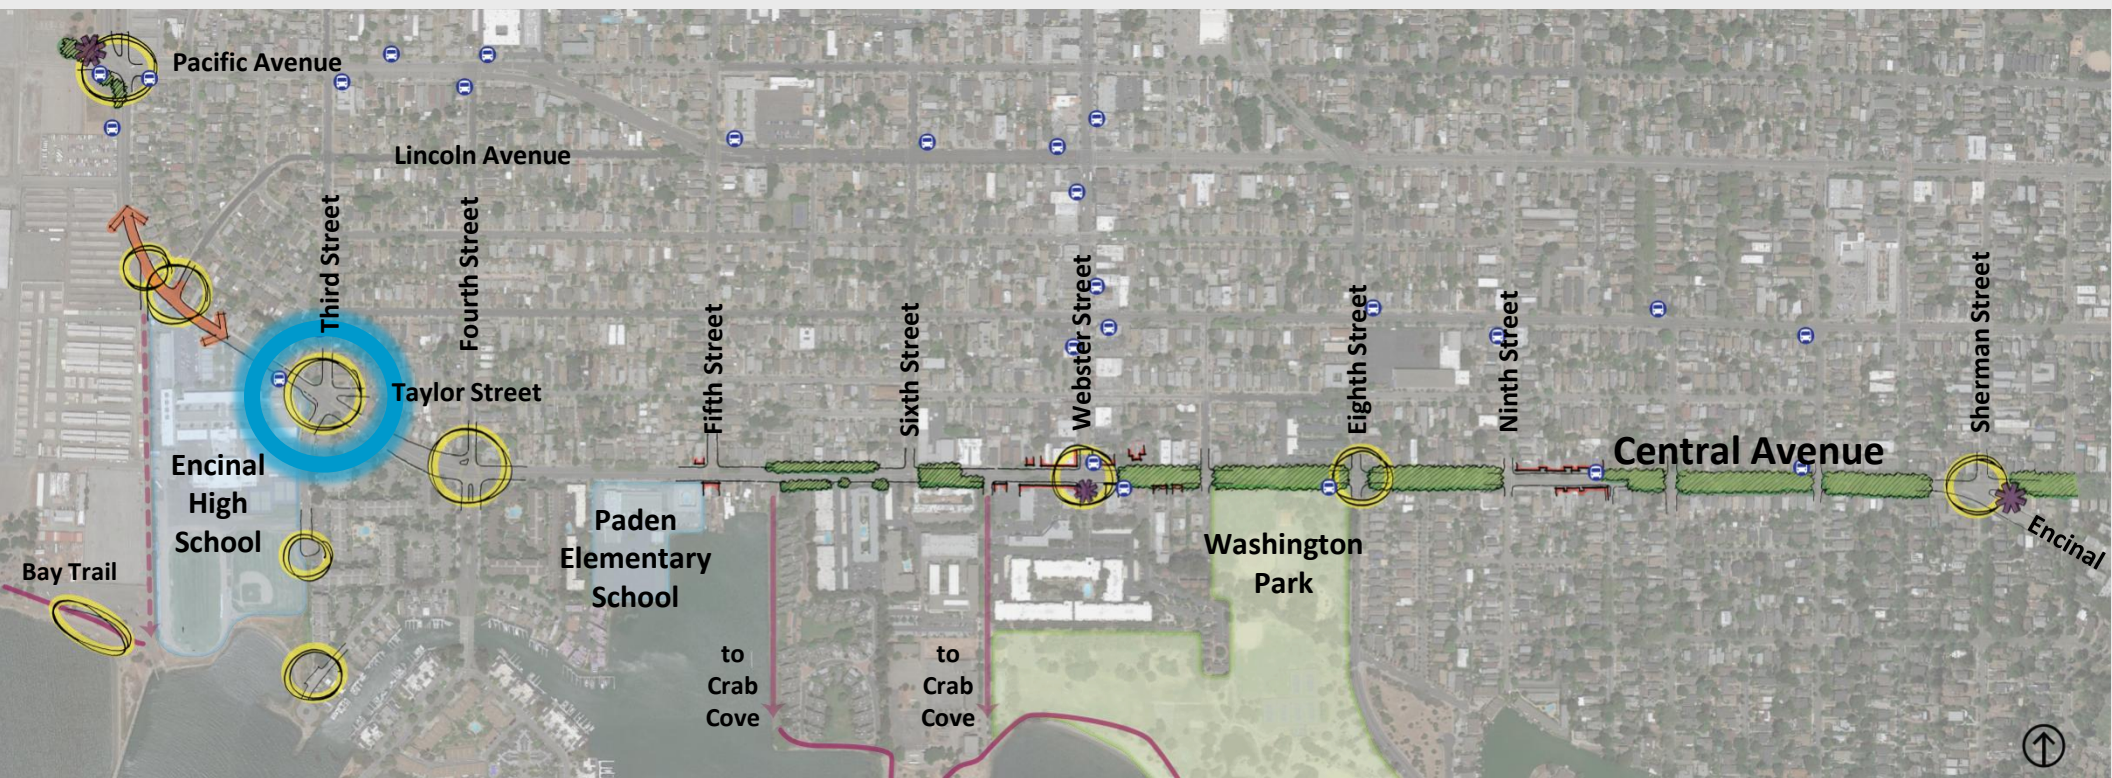 Pacific Avenue
Lincoln Avenue
Third Street
Fourth Street
Taylor Street
Fifth Street
Sixth Street
Webster Street
Eighth Street
Ninth Street
Central Avenue
Sherman Street
Encinal
Encinal
High
School
Paden
Elementary
School
Washington
Park
Bay Trail
to
Crab
Cove
to
Crab
Cove